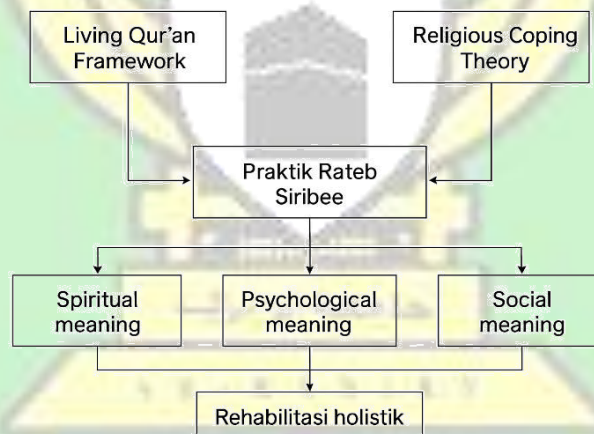 Living Qur'an
Framework
Religious Coping
Theory
Praktik Rateb
Siribee
Spiritual
meaning
Psychological
meaning
Social
meaning
Rehabilitasi holistik